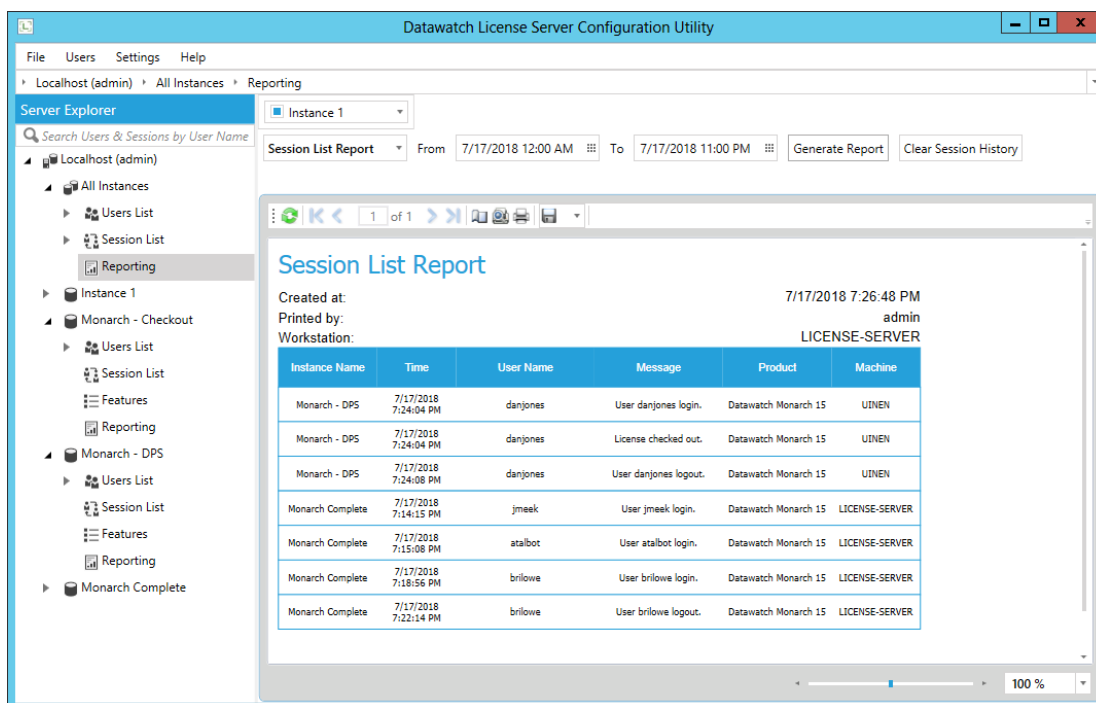 Datawatch License Server Configuration Utility
File Users Settings Help
Localhost (admin) All Instances Reporting
Server Explorer
Search Users & Sessions by User Name
Localhost (admin)
All Instances
Users List
Session List
Reporting
Instance 1
Monarch - Checkout
Users List
Session List
Features
Reporting
Monarch - DPS
Users List
Session List
Features
Reporting
Monarch Complete
Instance 1
Session List Report From 7/17/2018 12:00 AM To 7/17/2018 11:00 PM Generate Report Clear Session History
1 of 1
Session List Report
Created at: 7/17/2018 7:26:48 PM
Printed by: admin
Workstation: LICENSE-SERVER
Instance Name Time User Name Message Product Machine
Monarch - DPS 7/17/2018 7:24:04 PM danjones User danjones login. Datawatch Monarch 15 UINEN
Monarch - DPS 7/17/2018 7:24:04 PM danjones License checked out. Datawatch Monarch 15 UINEN
Monarch - DPS 7/17/2018 7:24:08 PM danjones User danjones logout. Datawatch Monarch 15 UINEN
Monarch Complete 7/17/2018 7:14:15 PM jmeek User jmeek login. Datawatch Monarch 15 LICENSE-SERVER
Monarch Complete 7/17/2018 7:15:08 PM atalbot User atalbot login. Datawatch Monarch 15 LICENSE-SERVER
Monarch Complete 7/17/2018 7:18:56 PM brilowe User brilowe login. Datawatch Monarch 15 LICENSE-SERVER
Monarch Complete 7/17/2018 7:22:14 PM brilowe User brilowe logout. Datawatch Monarch 15 LICENSE-SERVER
100 %